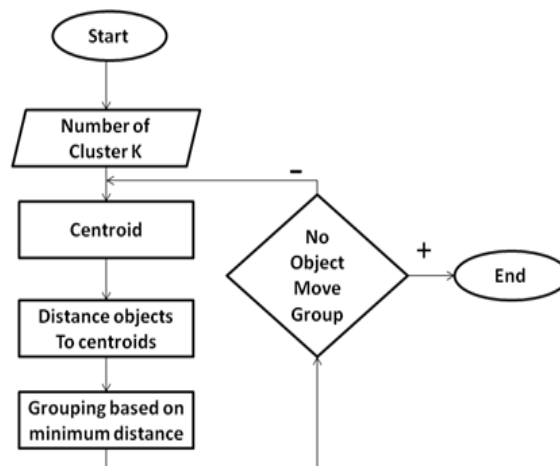 Start
Number of
Cluster K
Centroid
Distance objects
To centroids
Grouping based on
minimum distance
No
Object
Move
Group
–
+
End